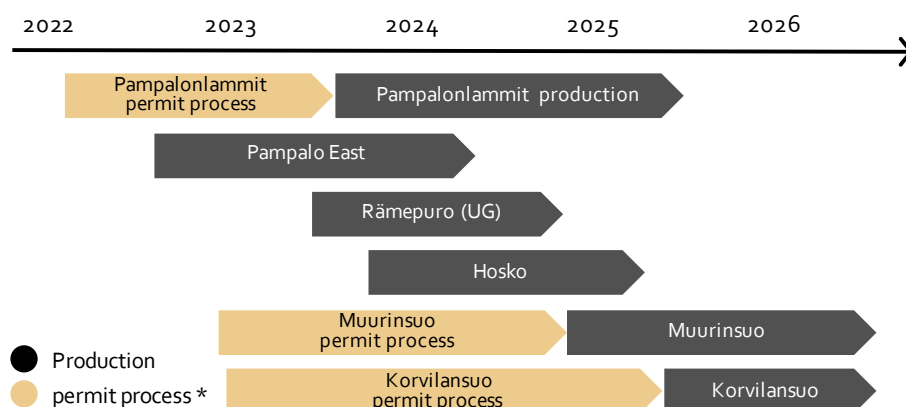 2022 2023 2024 2025 2026
Pampalonlammit
permit process
Pampalonlammit production
Pampalo East
Rämepuro (UG)
Hosko
Muurinsuo
permit process
Muurinsuo
Production
Korvilansuo
permit process
Korvilansuo
permit process *